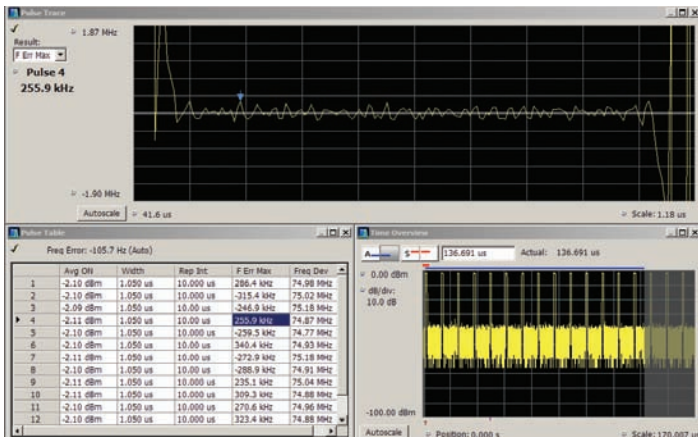 Pulse Trace
Result:
F Err Max
Pulse 4
255.9 kHz
1.87 MHz
-1.90 MHz
Autoscale
41.6 us
Scale: 1.18 us
Pulse Table
Freq Error: -105.7 Hz (Auto)
Avg ON Width Rep Int F Err Max Freq Dev
1 -2.10 dBm 1.050 us 10.000 us 286.4 kHz 74.98 MHz
2 -2.10 dBm 1.050 us 10.000 us -315.4 kHz 75.02 MHz
3 -2.09 dBm 1.050 us 10.00 us -246.9 kHz 75.18 MHz
4 -2.11 dBm 1.050 us 10.00 us 255.9 kHz 74.87 MHz
5 -2.10 dBm 1.050 us 10.000 us -259.5 kHz 74.77 MHz
6 -2.10 dBm 1.050 us 10.00 us 340.4 kHz 74.93 MHz
7 -2.11 dBm 1.050 us 10.00 us -272.9 kHz 75.18 MHz
8 -2.10 dBm 1.050 us 10.00 us -288.9 kHz 74.91 MHz
9 -2.11 dBm 1.050 us 10.000 us 235.1 kHz 75.04 MHz
10 -2.11 dBm 1.050 us 10.00 us 309.3 kHz 74.88 MHz
11 -2.10 dBm 1.050 us 10.000 us 270.6 kHz 74.96 MHz
12 -2.10 dBm 1.050 us 10.000 us 323.4 kHz 74.88 MHz
Time Overview
A S 136.691 us Actual: 136.691 us
0.00 dBm
dB/div:
10.0 dB
-100.00 dBm
Autoscale
Position: 0.000 s
Scale: 170.007 us